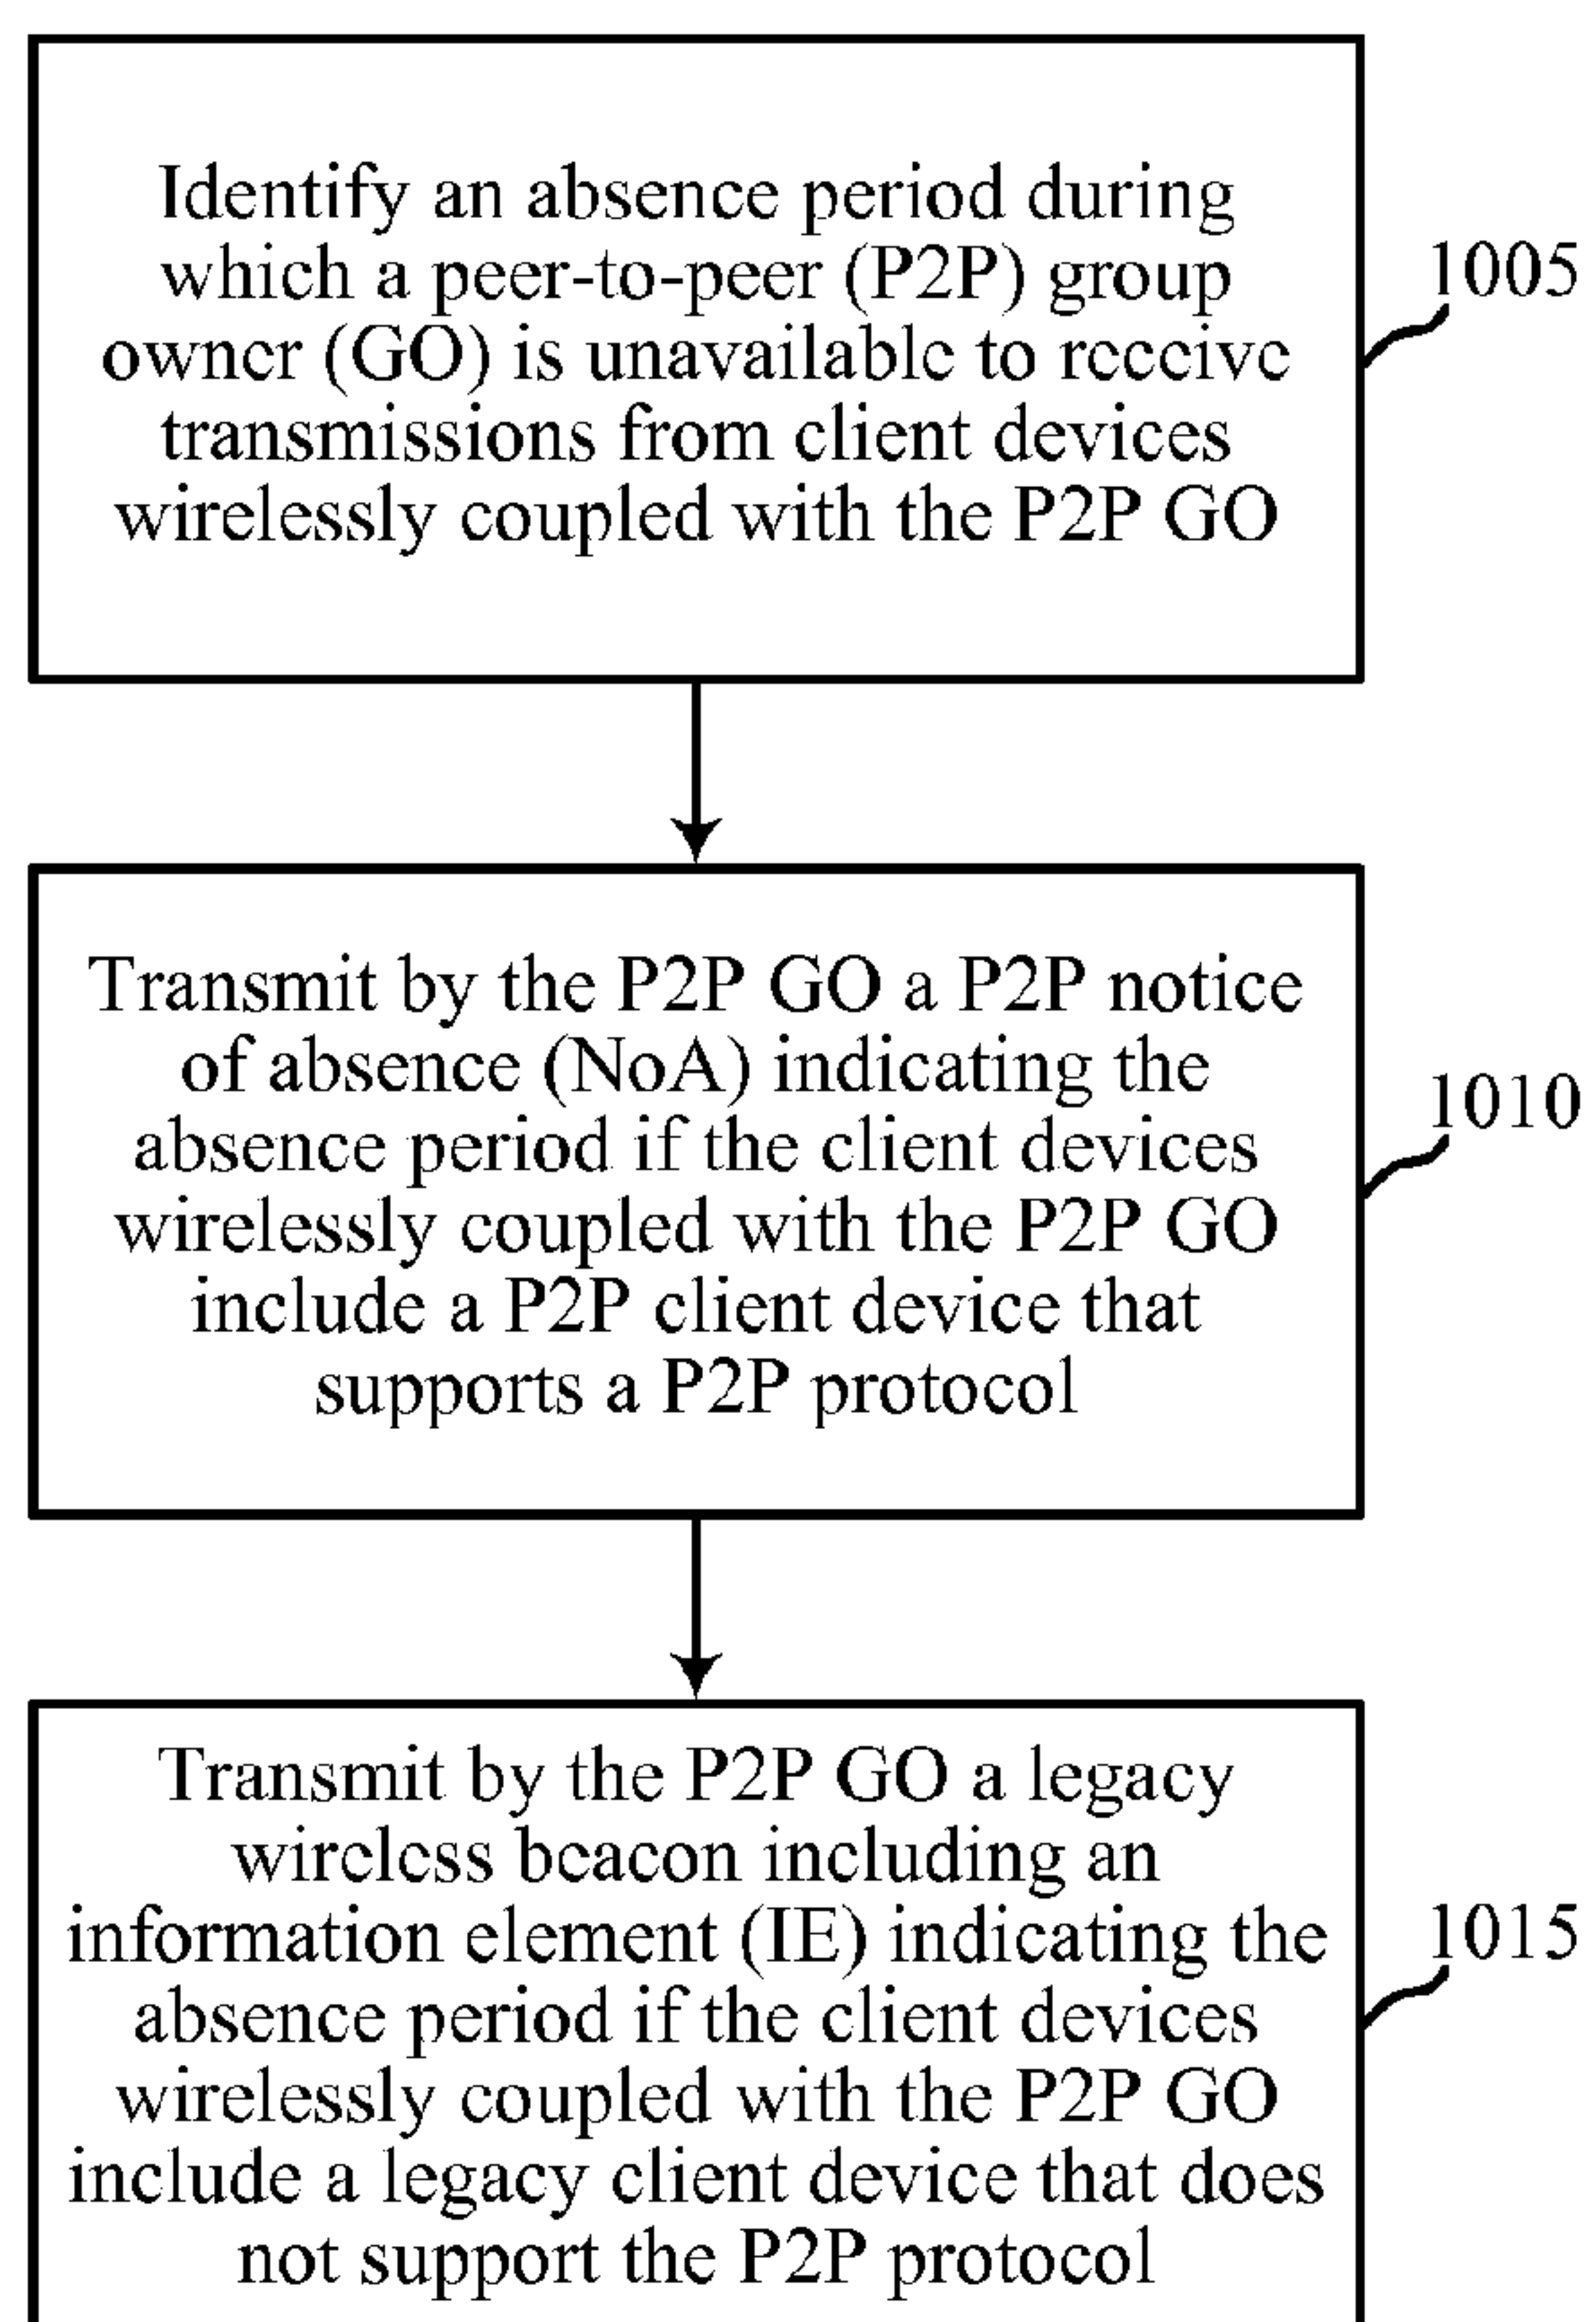 Identify an absence period during
which a peer-to-peer (P2P) group
owner (GO) is unavailable to receive
transmissions from client devices
wirelessly coupled with the P2P GO
1005
Transmit by the P2P GO a P2P notice
of absence (NoA) indicating the
absence period if the client devices
wirelessly coupled with the P2P GO
include a P2P client device that
supports a P2P protocol
1010
Transmit by the P2P GO a legacy
wireless beacon including an
information element (IE) indicating the
absence period if the client devices
wirelessly coupled with the P2P GO
include a legacy client device that does
not support the P2P protocol
1015